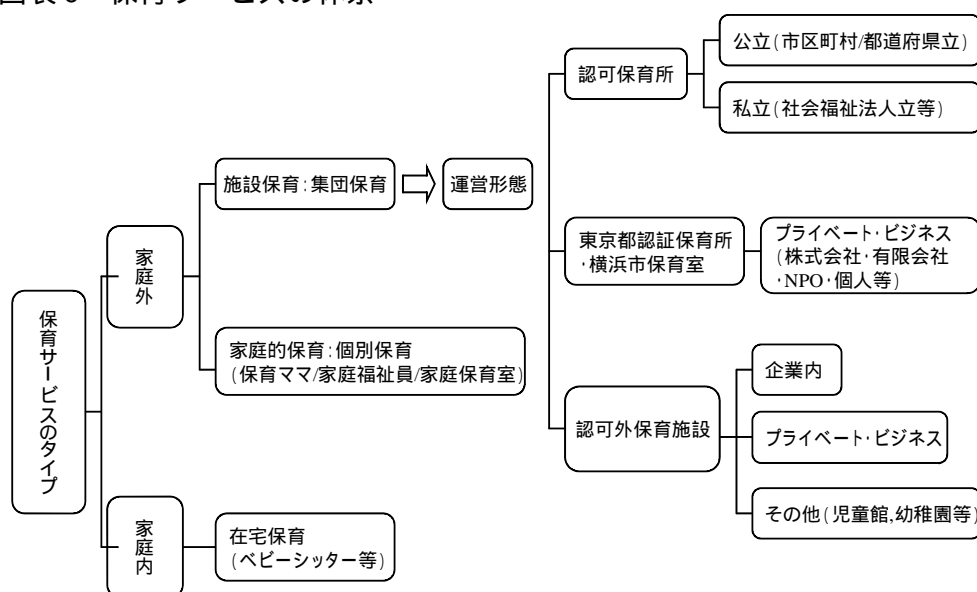 保育サービスのタイプ
家庭外
家庭内
施設保育:集団保育
運営形態
家庭的保育:個別保育
(保育ママ/家庭福祉員/家庭保育室)
在宅保育
(ベビーシッター等)
認可保育所
公立(市区町村/都道府県立)
私立(社会福祉法人立等)
東京都認証保育所
・横浜市保育室
プライベート・ビジネス
(株式会社・有限会社
・NPO・個人等)
認可外保育施設
企業内
プライベート・ビジネス
その他(児童館,幼稚園等)